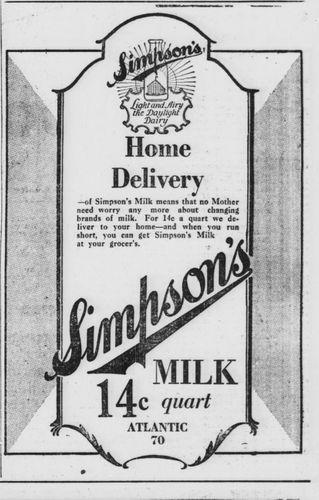 Simpson's
Light and Airy
the Daylight
Dairy
Home
Delivery
—of Simpson's Milk means that no Mother
need worry any more about changing
brands of milk. For 14c a quart we de-
liver to your home—and when you run
short, you can get Simpson's Milk
at your grocer's.
Simpson's
MILK
14c quart
ATLANTIC
70